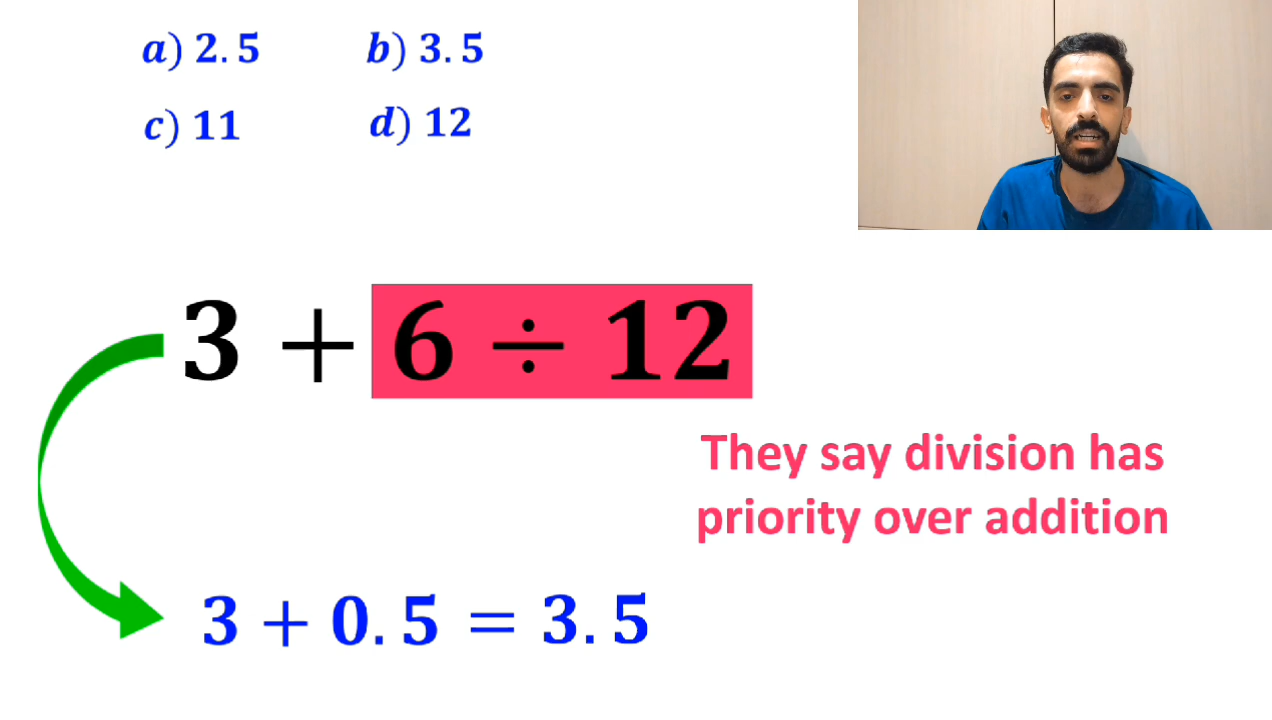 a) 2.5 b) 3.5
c) 11 d) 12
3 + 6 ÷ 12
They say division has
priority over addition
3 + 0.5 = 3.5